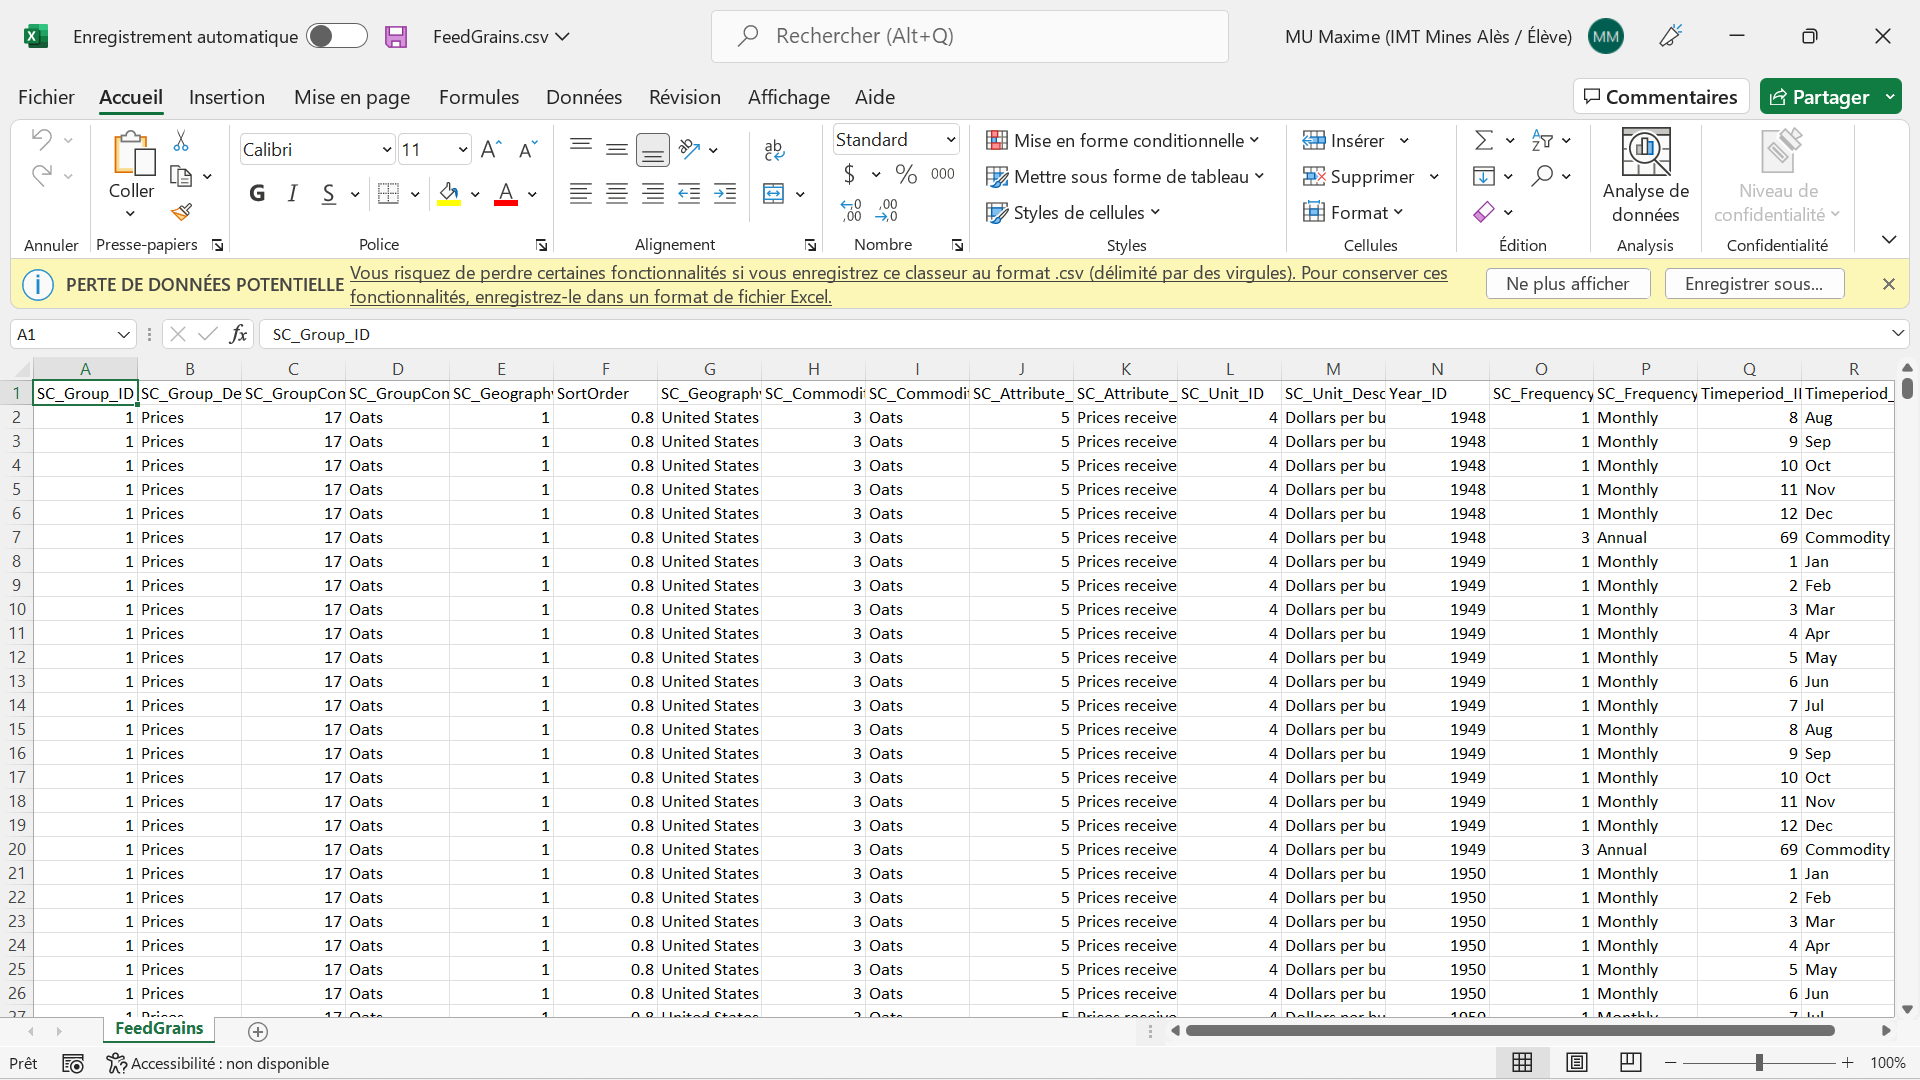 Enregistrement automatique FeedGrains.csv Rechercher (Alt+Q) MU Maxime (IMT Mines Alès / Élève) MM
Fichier Accueil Insertion Mise en page Formules Données Révision Affichage Aide Commentaires Partager
Coller
Calibri 11
G I S A
ab
Standard
$ % 000
Mise en forme conditionnelle
Mettre sous forme de tableau
Styles de cellules
Insérer
Supprimer
Format
Analyse de
données
Niveau de
confidentialité
Annuler Presse-papiers Police Alignement Nombre Styles Cellules Édition Analysis Confidentialité
PERTE DE DONNÉES POTENTIELLE Vous risquez de perdre certaines fonctionnalités si vous enregistrez ce classeur au format .csv (délimité par des virgules). Pour conserver ces
fonctionnalités, enregistrez-le dans un format de fichier Excel.
Ne plus afficher Enregistrer sous...
A1 fx SC_Group_ID
A B C D E F G H I J K L M N O P Q R
1 SC_Group_ID SC_Group_De SC_GroupCom SC_GroupCom SC_Geography SortOrder SC_Geography SC_Commodit SC_Commodit SC_Attribute_ SC_Attribute_ SC_Unit_ID SC_Unit_Desc Year_ID SC_Frequency SC_Frequency Timeperiod_I Timeperiod_
2 1 Prices 17 Oats 1 0.8 United States 3 Oats 5 Prices receive 4 Dollars per bu 1948 1 Monthly 8 Aug
3 1 Prices 17 Oats 1 0.8 United States 3 Oats 5 Prices receive 4 Dollars per bu 1948 1 Monthly 9 Sep
4 1 Prices 17 Oats 1 0.8 United States 3 Oats 5 Prices receive 4 Dollars per bu 1948 1 Monthly 10 Oct
5 1 Prices 17 Oats 1 0.8 United States 3 Oats 5 Prices receive 4 Dollars per bu 1948 1 Monthly 11 Nov
6 1 Prices 17 Oats 1 0.8 United States 3 Oats 5 Prices receive 4 Dollars per bu 1948 1 Monthly 12 Dec
7 1 Prices 17 Oats 1 0.8 United States 3 Oats 5 Prices receive 4 Dollars per bu 1948 3 Annual 69 Commodity
8 1 Prices 17 Oats 1 0.8 United States 3 Oats 5 Prices receive 4 Dollars per bu 1949 1 Monthly 1 Jan
9 1 Prices 17 Oats 1 0.8 United States 3 Oats 5 Prices receive 4 Dollars per bu 1949 1 Monthly 2 Feb
10 1 Prices 17 Oats 1 0.8 United States 3 Oats 5 Prices receive 4 Dollars per bu 1949 1 Monthly 3 Mar
11 1 Prices 17 Oats 1 0.8 United States 3 Oats 5 Prices receive 4 Dollars per bu 1949 1 Monthly 4 Apr
12 1 Prices 17 Oats 1 0.8 United States 3 Oats 5 Prices receive 4 Dollars per bu 1949 1 Monthly 5 May
13 1 Prices 17 Oats 1 0.8 United States 3 Oats 5 Prices receive 4 Dollars per bu 1949 1 Monthly 6 Jun
14 1 Prices 17 Oats 1 0.8 United States 3 Oats 5 Prices receive 4 Dollars per bu 1949 1 Monthly 7 Jul
15 1 Prices 17 Oats 1 0.8 United States 3 Oats 5 Prices receive 4 Dollars per bu 1949 1 Monthly 8 Aug
16 1 Prices 17 Oats 1 0.8 United States 3 Oats 5 Prices receive 4 Dollars per bu 1949 1 Monthly 9 Sep
17 1 Prices 17 Oats 1 0.8 United States 3 Oats 5 Prices receive 4 Dollars per bu 1949 1 Monthly 10 Oct
18 1 Prices 17 Oats 1 0.8 United States 3 Oats 5 Prices receive 4 Dollars per bu 1949 1 Monthly 11 Nov
19 1 Prices 17 Oats 1 0.8 United States 3 Oats 5 Prices receive 4 Dollars per bu 1949 1 Monthly 12 Dec
20 1 Prices 17 Oats 1 0.8 United States 3 Oats 5 Prices receive 4 Dollars per bu 1949 3 Annual 69 Commodity
21 1 Prices 17 Oats 1 0.8 United States 3 Oats 5 Prices receive 4 Dollars per bu 1950 1 Monthly 1 Jan
22 1 Prices 17 Oats 1 0.8 United States 3 Oats 5 Prices receive 4 Dollars per bu 1950 1 Monthly 2 Feb
23 1 Prices 17 Oats 1 0.8 United States 3 Oats 5 Prices receive 4 Dollars per bu 1950 1 Monthly 3 Mar
24 1 Prices 17 Oats 1 0.8 United States 3 Oats 5 Prices receive 4 Dollars per bu 1950 1 Monthly 4 Apr
25 1 Prices 17 Oats 1 0.8 United States 3 Oats 5 Prices receive 4 Dollars per bu 1950 1 Monthly 5 May
26 1 Prices 17 Oats 1 0.8 United States 3 Oats 5 Prices receive 4 Dollars per bu 1950 1 Monthly 6 Jun
FeedGrains
Prêt Accessibilité : non disponible 100%